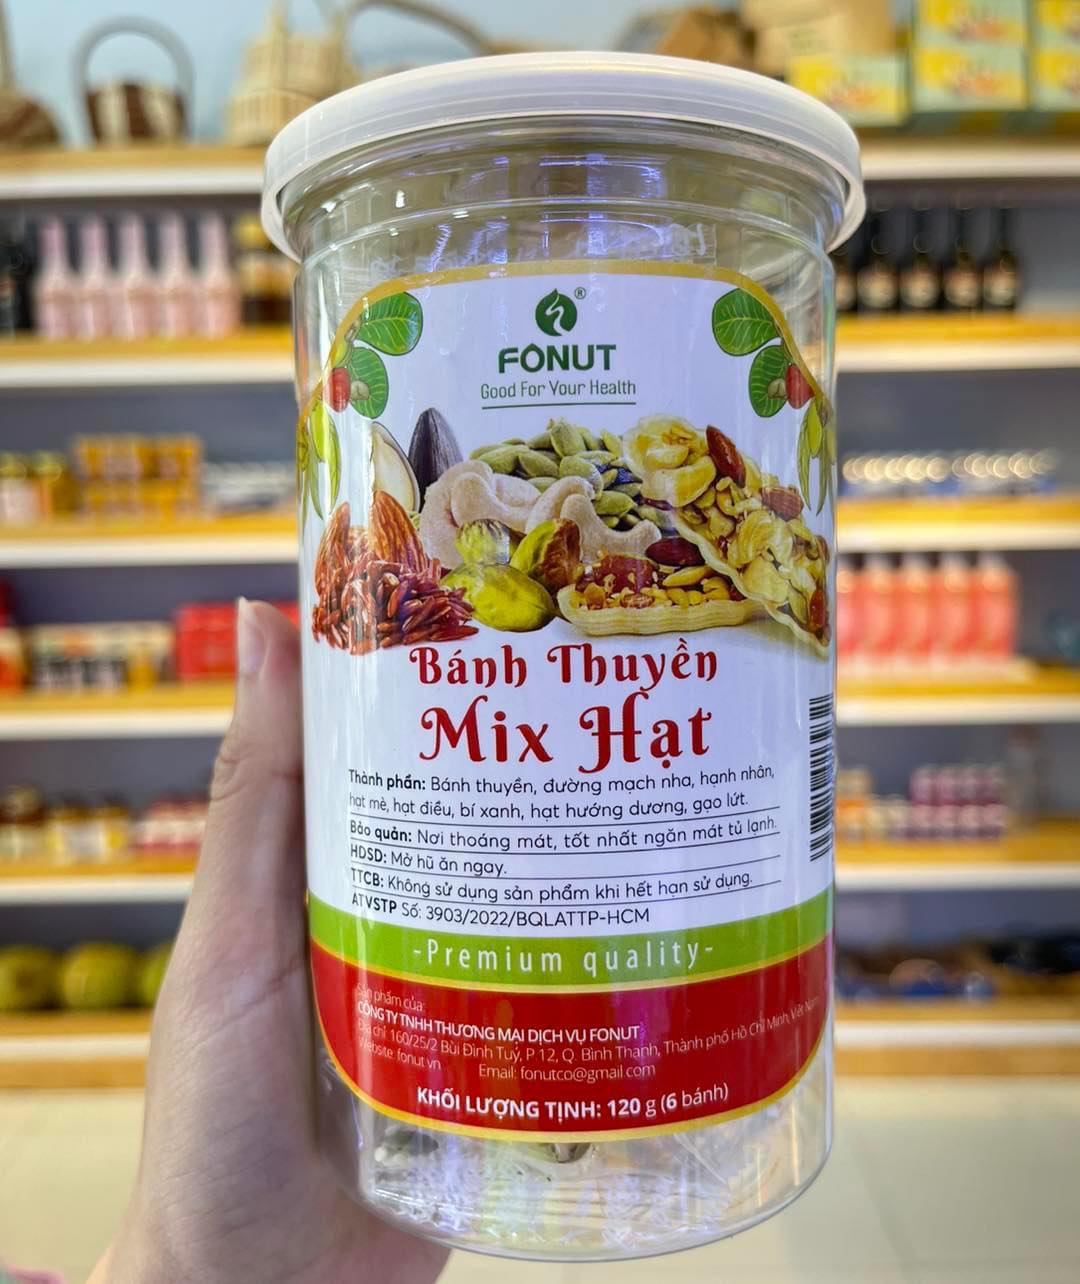 ®
FONUT
Good For Your Health
Bánh Thuyền
Mix Hạt
Thành phần: Bánh thuyền, đường mạch nha, hạnh nhân,
hạt mè, hạt điều, bí xanh, hạt hướng dương, gạo lứt.
Bảo quản: Nơi thoáng mát, tốt nhất ngăn mát tủ lạnh.
HDSD: Mở hũ ăn ngay.
TTCB: Không sử dụng sản phẩm khi hết hạn sử dụng.
ATVSTP Số: 3903/2022/BQLATTP-HCM
-Premium quality-
Sản phẩm của:
CÔNG TY TNHH THƯƠNG MẠI DỊCH VỤ FONUT
Địa chỉ 160/25/2 Bùi Đình Tuý, P 12, Q. Bình Thạnh, Thành phố Hồ Chí Minh, Việt Nam
Website: fonut.vn
Email: fonutco@gmail.com
KHỐI LƯỢNG TỊNH: 120 g (6 bánh)